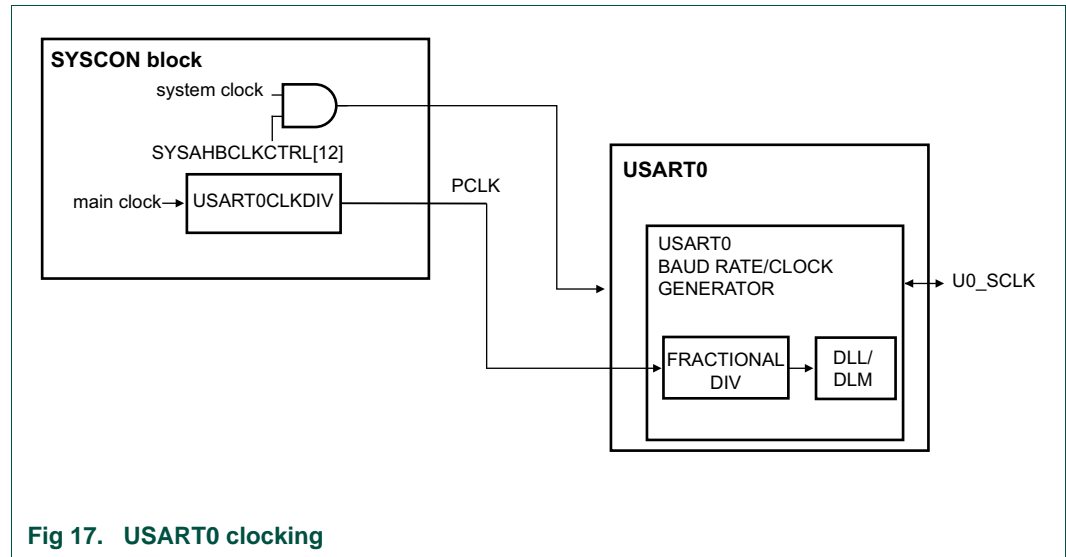 SYSCON block
system clock
SYSAHBCLKCTRL[12]
main clock
USART0CLKDIV
PCLK
USART0
USART0
BAUD RATE/CLOCK
GENERATOR
U0_SCLK
FRACTIONAL
DIV
DLL/
DLM
Fig 17. USART0 clocking